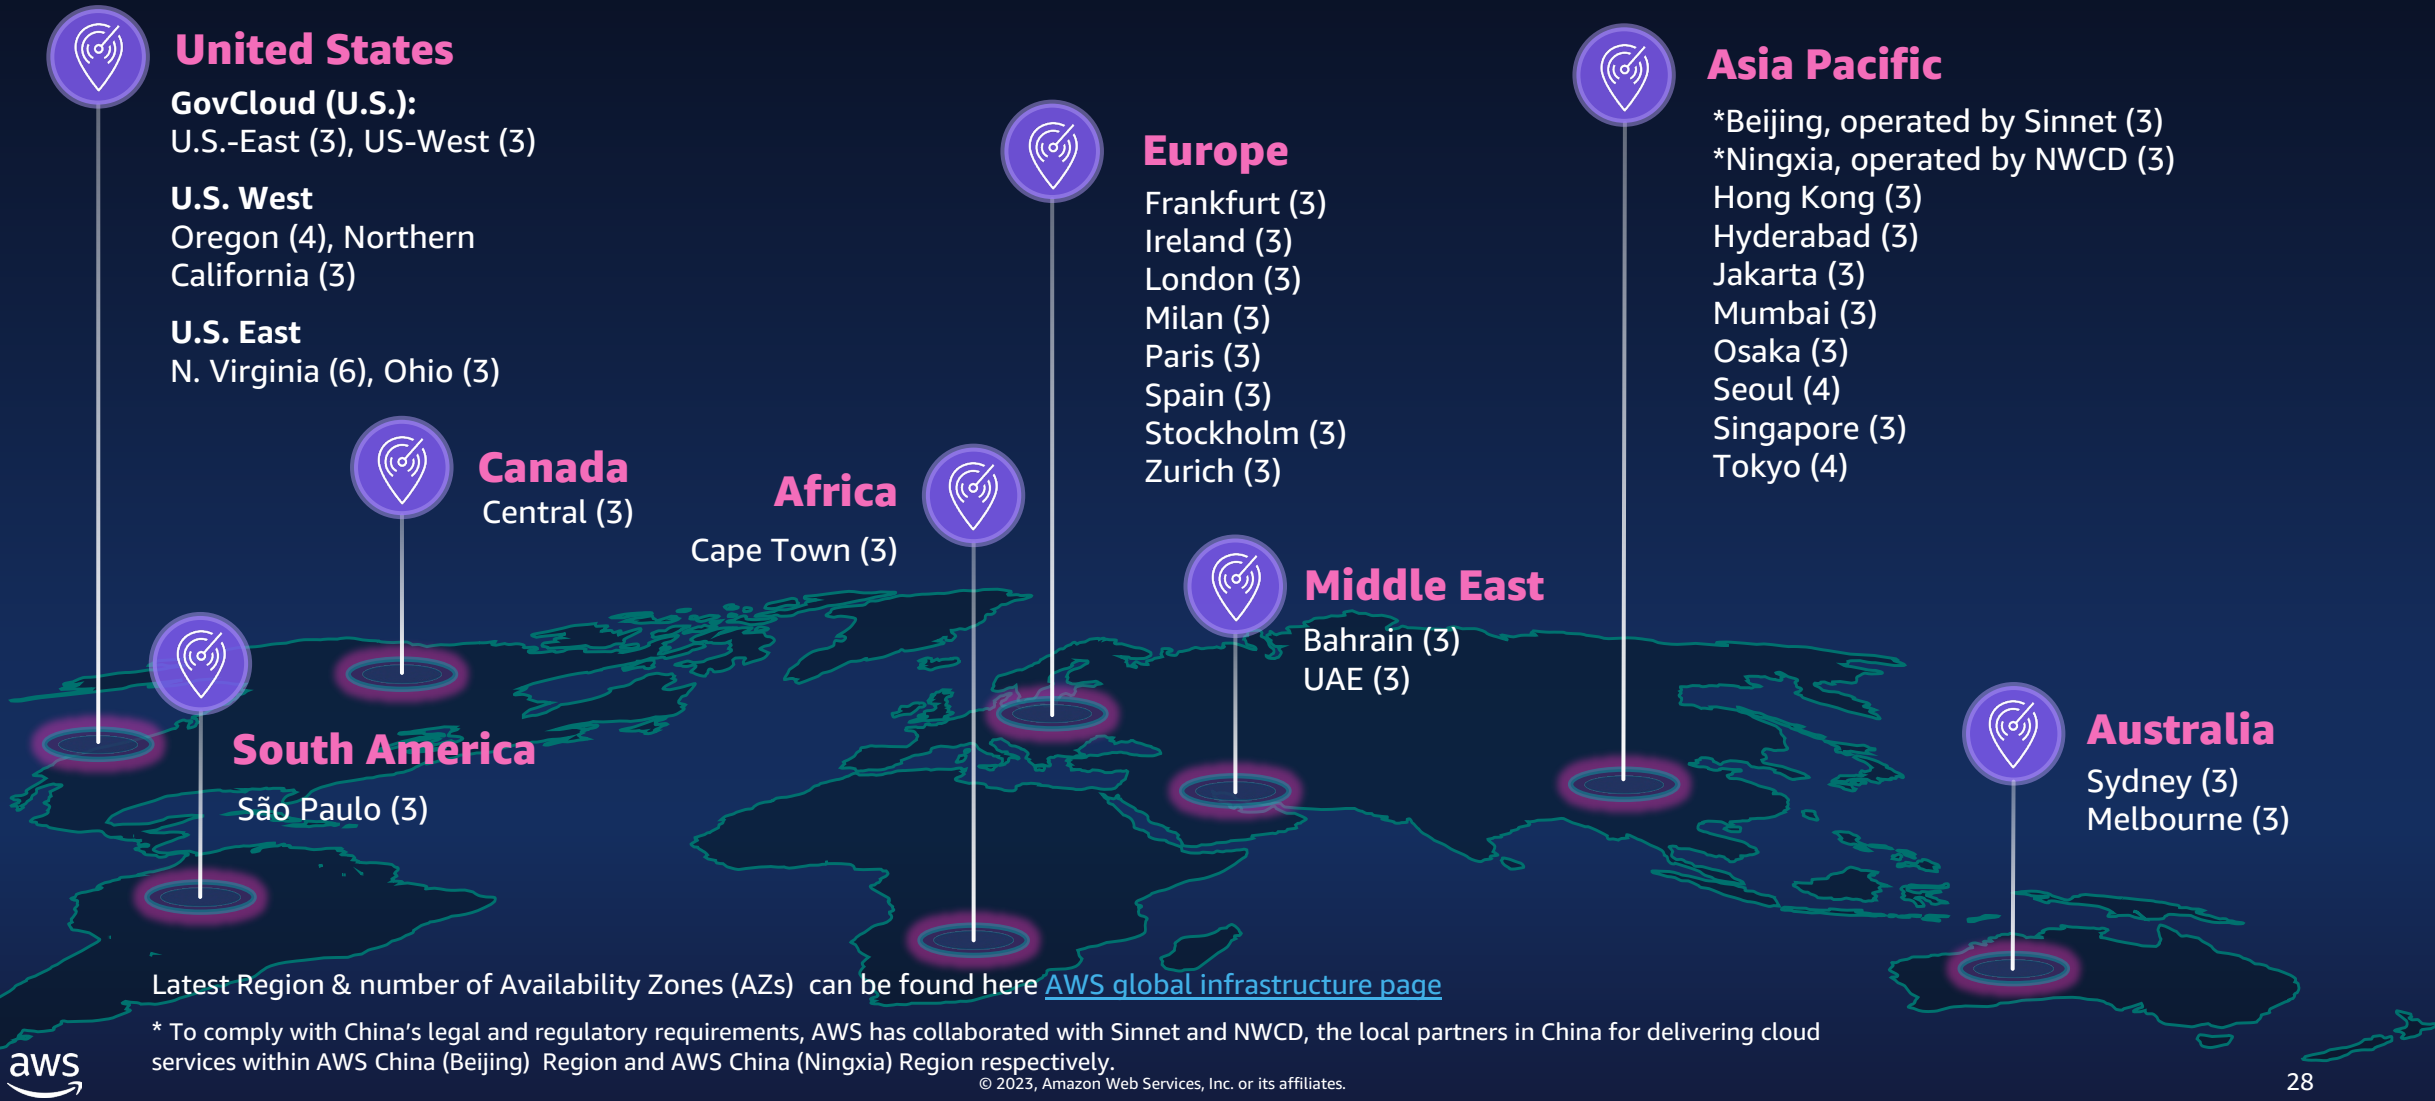 United States
GovCloud (U.S.):
U.S.-East (3), US-West (3)
U.S. West
Oregon (4), Northern
California (3)
U.S. East
N. Virginia (6), Ohio (3)
Canada
Central (3)
South America
São Paulo (3)
Africa
Cape Town (3)
Europe
Frankfurt (3)
Ireland (3)
London (3)
Milan (3)
Paris (3)
Spain (3)
Stockholm (3)
Zurich (3)
Middle East
Bahrain (3)
UAE (3)
Asia Pacific
*Beijing, operated by Sinnet (3)
*Ningxia, operated by NWCD (3)
Hong Kong (3)
Hyderabad (3)
Jakarta (3)
Mumbai (3)
Osaka (3)
Seoul (4)
Singapore (3)
Tokyo (4)
Australia
Sydney (3)
Melbourne (3)
Latest Region & number of Availability Zones (AZs) can be found here AWS global infrastructure page
* To comply with China's legal and regulatory requirements, AWS has collaborated with Sinnet and NWCD, the local partners in China for delivering cloud
services within AWS China (Beijing) Region and AWS China (Ningxia) Region respectively.
aws
© 2023, Amazon Web Services, Inc. or its affiliates.
28